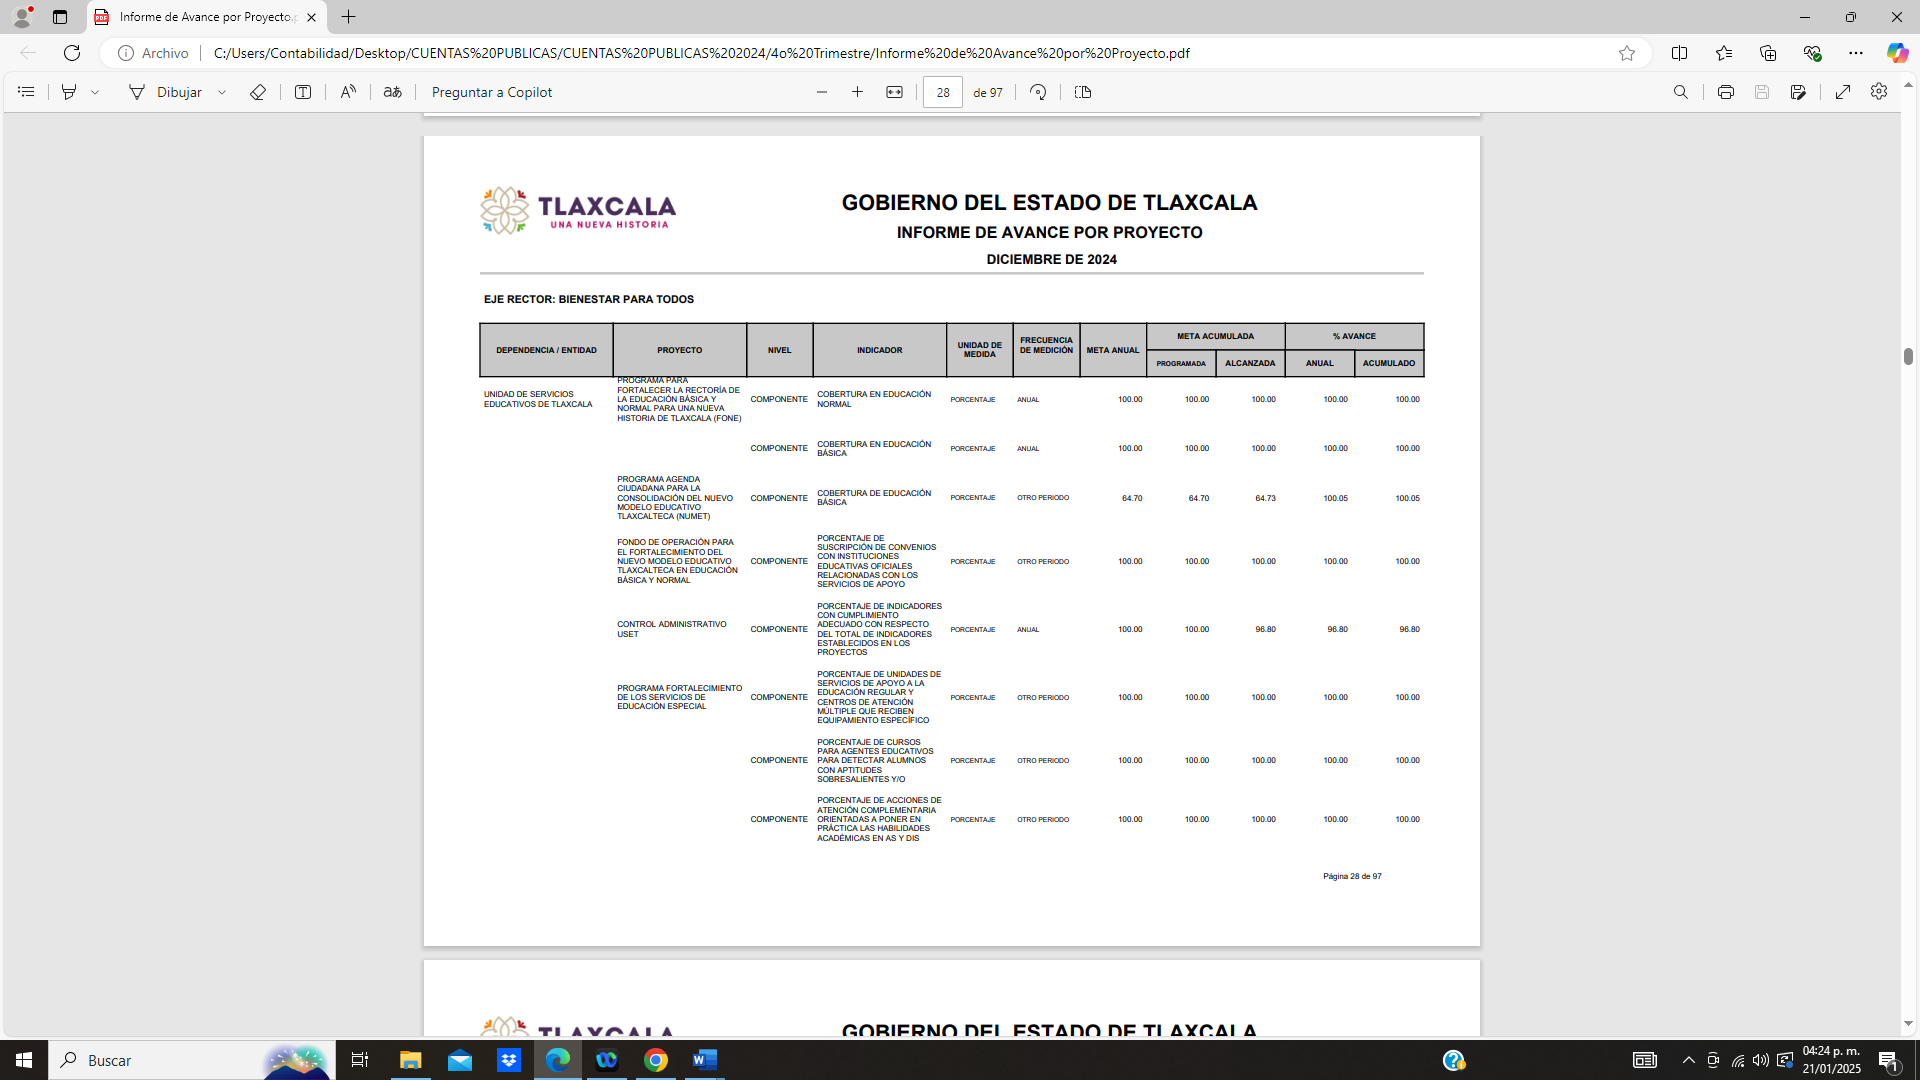 Informe de Avance por Proyecto.p
Archivo
C:/Users/Contabilidad/Desktop/CUENTAS%20PUBLICAS/CUENTAS%20PUBLICAS%202024/4o%20Trimestre/Informe%20de%20Avance%20por%20Proyecto.pdf
Dibujar
aあ
Preguntar a Copilot
28 de 97
TLAXCALA
UNA NUEVA HISTORIA
GOBIERNO DEL ESTADO DE TLAXCALA
INFORME DE AVANCE POR PROYECTO
DICIEMBRE DE 2024
EJE RECTOR: BIENESTAR PARA TODOS
DEPENDENCIA / ENTIDAD
PROYECTO
NIVEL
INDICADOR
UNIDAD DE
MEDIDA
FRECUENCIA
DE MEDICIÓN
META ANUAL
META ACUMULADA
PROGRAMADA
ALCANZADA
% AVANCE
ANUAL
ACUMULADO
UNIDAD DE SERVICIOS
EDUCATIVOS DE TLAXCALA
PROGRAMA PARA
FORTALECER LA RECTORÍA DE
LA EDUCACIÓN BÁSICA Y
NORMAL PARA UNA NUEVA
HISTORIA DE TLAXCALA (FONE)
COMPONENTE
COBERTURA EN EDUCACIÓN
NORMAL
PORCENTAJE
ANUAL
100.00
100.00
100.00
100.00
100.00
COMPONENTE
COBERTURA EN EDUCACIÓN
BÁSICA
PORCENTAJE
ANUAL
100.00
100.00
100.00
100.00
100.00
PROGRAMA AGENDA
CIUDADANA PARA LA
CONSOLIDACIÓN DEL NUEVO
MODELO EDUCATIVO
TLAXCALTECA (NUMET)
COMPONENTE
COBERTURA DE EDUCACIÓN
BÁSICA
PORCENTAJE
OTRO PERIODO
64.70
64.70
64.73
100.05
100.05
FONDO DE OPERACIÓN PARA
EL FORTALECIMIENTO DEL
NUEVO MODELO EDUCATIVO
TLAXCALTECA EN EDUCACIÓN
BÁSICA Y NORMAL
COMPONENTE
PORCENTAJE DE
SUSCRIPCIÓN DE CONVENIOS
CON INSTITUCIONES
EDUCATIVAS OFICIALES
RELACIONADAS CON LOS
SERVICIOS DE APOYO
PORCENTAJE
OTRO PERIODO
100.00
100.00
100.00
100.00
100.00
CONTROL ADMINISTRATIVO
USET
COMPONENTE
PORCENTAJE DE INDICADORES
CON CUMPLIMIENTO
ADECUADO CON RESPECTO
DEL TOTAL DE INDICADORES
ESTABLECIDOS EN LOS
PROYECTOS
PORCENTAJE
ANUAL
100.00
100.00
96.80
96.80
96.80
PROGRAMA FORTALECIMIENTO
DE LOS SERVICIOS DE
EDUCACIÓN ESPECIAL
COMPONENTE
PORCENTAJE DE UNIDADES DE
SERVICIOS DE APOYO A LA
EDUCACIÓN REGULAR Y
CENTROS DE ATENCIÓN
MÚLTIPLE QUE RECIBEN
EQUIPAMIENTO ESPECÍFICO
PORCENTAJE
OTRO PERIODO
100.00
100.00
100.00
100.00
100.00
COMPONENTE
PORCENTAJE DE CURSOS
PARA AGENTES EDUCATIVOS
PARA DETECTAR ALUMNOS
CON APTITUDES
SOBRESALIENTES Y/O
PORCENTAJE
OTRO PERIODO
100.00
100.00
100.00
100.00
100.00
COMPONENTE
PORCENTAJE DE ACCIONES DE
ATENCIÓN COMPLEMENTARIA
ORIENTADAS A PONER EN
PRÁCTICA LAS HABILIDADES
ACADÉMICAS EN AS Y DIS
PORCENTAJE
OTRO PERIODO
100.00
100.00
100.00
100.00
100.00
Página 28 de 97
TLAXCALA
GOBIERNO DEL ESTADO DE TLAXCALA
Buscar
04:24 p. m.
21/01/2025
1